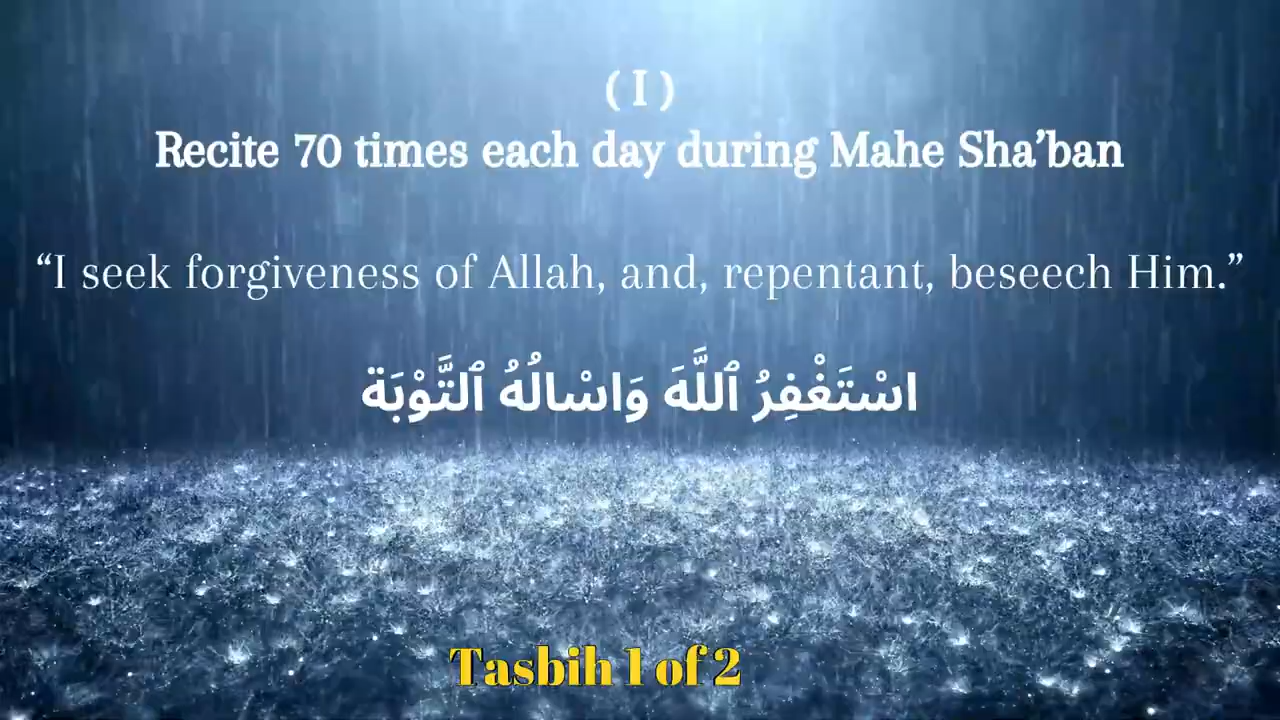 ( I )
Recite 70 times each day during Mahe Sha’ban
“I seek forgiveness of Allah, and, repentant, beseech Him.”
اسْتَغْفِرُ ٱللَّهَ وَاسْالُهُ ٱلتَّوْبَة
Tasbih 1 of 2